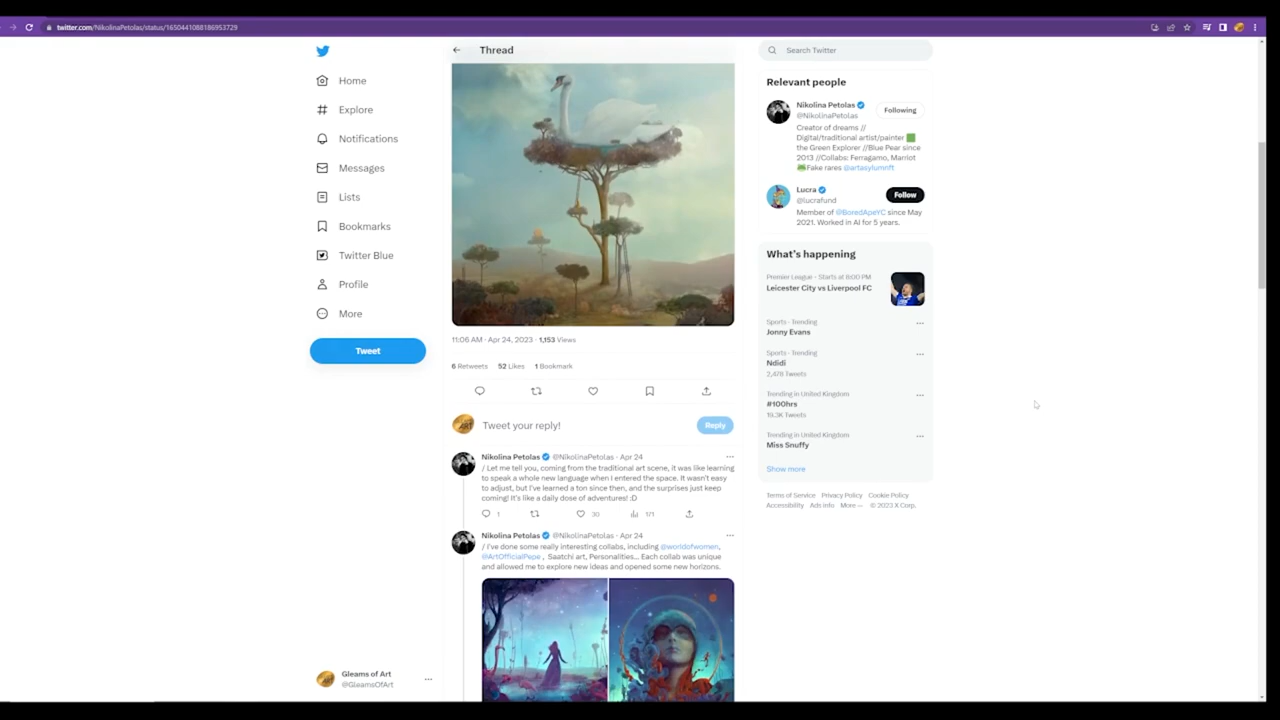 twitter.com/NikolinaPetolas/status/1650441088186953729
Home
Explore
Notifications
Messages
Lists
Bookmarks
Twitter Blue
Profile
More
Tweet
Gleams of Art
@GleamsOfArt
Thread
11:06 AM · Apr 24, 2023 · 1,153 Views
6 Retweets 52 Likes 1 Bookmark
Tweet your reply!
Reply
Nikolina Petolas @NikolinaPetolas · Apr 24
/ Let me tell you, coming from the traditional art scene, it was like learning
to speak a whole new language when I entered the space. It wasn't easy
to adjust, but I've learned a ton since then, and the surprises just keep
coming! It's like a daily dose of adventures! :D
1 30 171
Nikolina Petolas @NikolinaPetolas · Apr 24
/ I've done some really interesting collabs, including @worldofwomen,
@ArtOfficialPepe , Saatchi art, Personalities... Each collab was unique
and allowed me to explore new ideas and opened some new horizons.
Search Twitter
Relevant people
Nikolina Petolas
@NikolinaPetolas
Following
Creator of dreams //
Digital/traditional artist/painter
the Green Explorer //Blue Pear since
2013 //Collabs: Ferragamo, Marriot
Fake rares @artasylumnft
Lucra
@lucrafund
Follow
Member of @BoredApeYC since May
2021. Worked in AI for 5 years.
What's happening
Premier League · Starts at 8:00 PM
Leicester City vs Liverpool FC
Sports · Trending
Jonny Evans
Sports · Trending
Ndidi
2,478 Tweets
Trending in United Kingdom
#100hrs
19.3K Tweets
Trending in United Kingdom
Miss Snuffy
Show more
Terms of Service Privacy Policy Cookie Policy
Accessibility Ads info More ··· © 2023 X Corp.